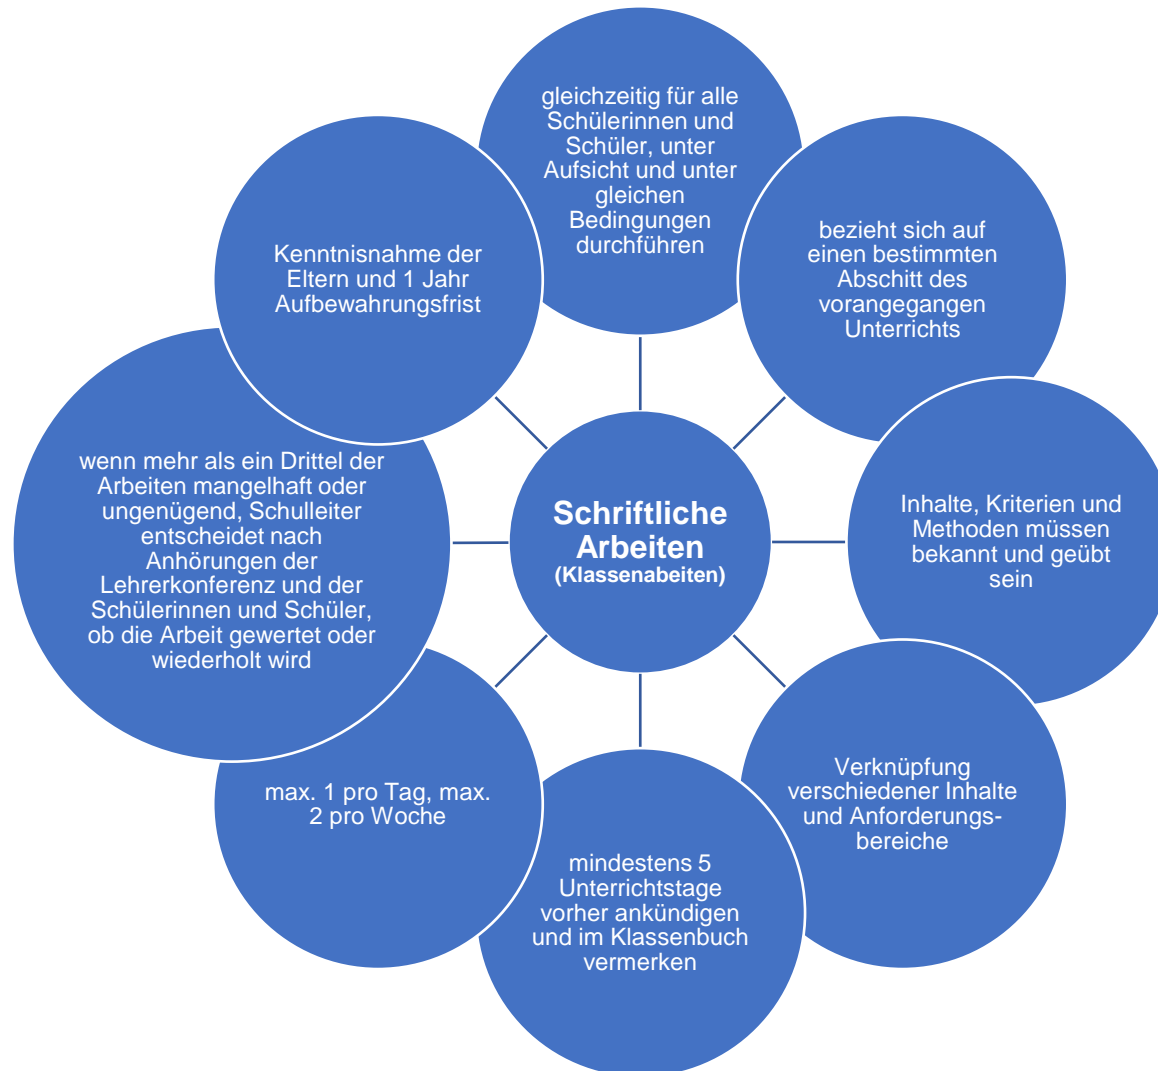 gleichzeitig für alle
Schülerinnen und
Schüler, unter
Aufsicht und unter
gleichen
Bedingungen
durchführen
bezieht sich auf
einen bestimmten
Abschitt des
vorangegangen
Unterrichts
Inhalte, Kriterien und
Methoden müssen
bekannt und geübt
sein
Verknüpfung
verschiedener Inhalte
und Anforderungs-
bereiche
mindestens 5
Unterrichtstage
vorher ankündigen
und im Klassenbuch
vermerken
max. 1 pro Tag, max.
2 pro Woche
wenn mehr als ein Drittel der
Arbeiten mangelhaft oder
ungenügend, Schulleiter
entscheidet nach
Anhörungen der
Lehrerkonferenz und der
Schülerinnen und Schüler,
ob die Arbeit gewertet oder
wiederholt wird
Kenntnisnahme der
Eltern und 1 Jahr
Aufbewahrungsfrist
Schriftliche
Arbeiten
(Klassenabeiten)